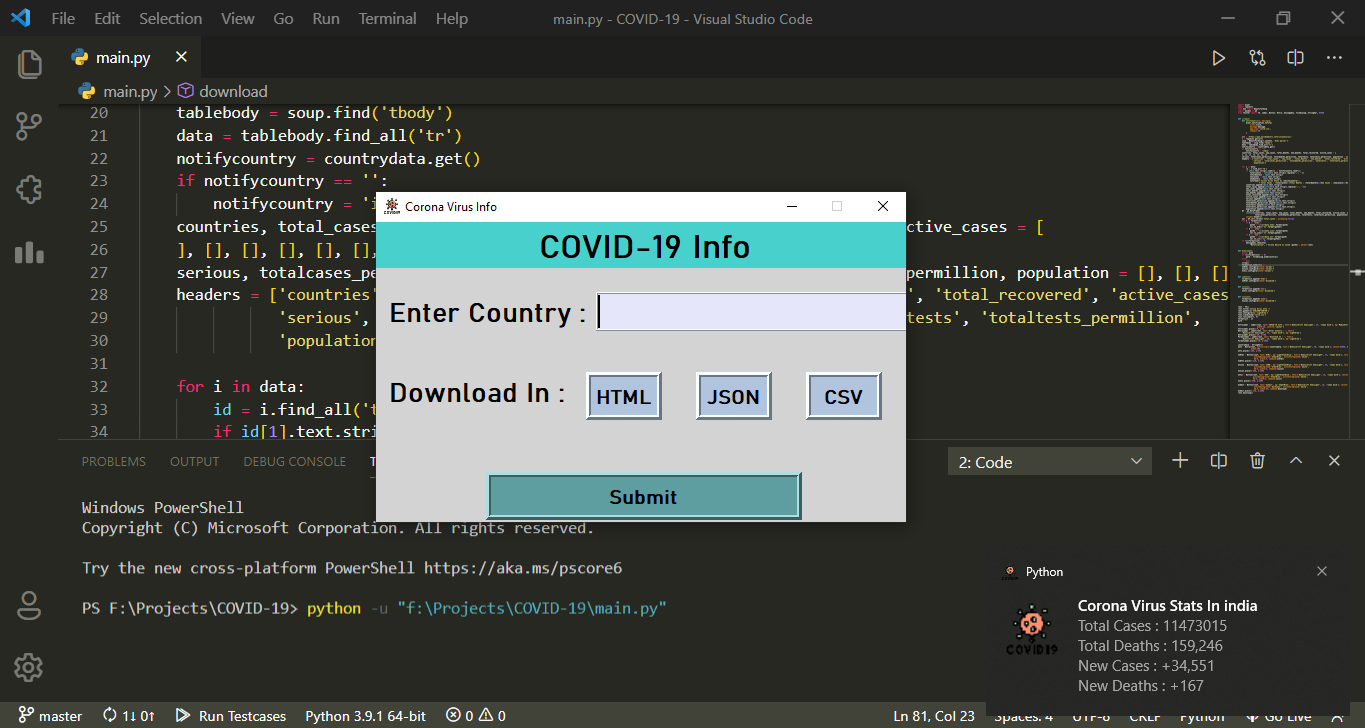 File Edit Selection View Go Run Terminal Help main.py - COVID-19 - Visual Studio Code
main.py
main.py > download
20 tablebody = soup.find('tbody')
21 data = tablebody.find_all('tr')
22 notifycountry = countrydata.get()
23 if notifycountry == '':
24 notifycountry = 'i
25 countries, total_cases ctive_cases = [
26 ], [], [], [], [], [],
27 serious, totalcases_pe permillion, population = [], [], []
28 headers = ['countries' ', 'total_recovered', 'active_cases
29 'serious', tests', 'totaltests_permillion',
30 'population
31
32 for i in data:
33 id = i.find_all('t
34 if id[1].text.stri
Corona Virus Info
COVID-19 Info
Enter Country :
Download In : HTML JSON CSV
Submit
PROBLEMS OUTPUT DEBUG CONSOLE T 2: Code
Windows PowerShell
Copyright (C) Microsoft Corporation. All rights reserved.
Try the new cross-platform PowerShell https://aka.ms/pscore6
PS F:\Projects\COVID-19> python -u "f:\Projects\COVID-19\main.py"
Python
COVID19
Corona Virus Stats In india
Total Cases : 11473015
Total Deaths : 159,246
New Cases : +34,551
New Deaths : +167
master 1↓ 0↑ Run Testcases Python 3.9.1 64-bit 0 0 Ln 81, Col 23 Spaces: 4 UTF-8 CRLF Python Go Live